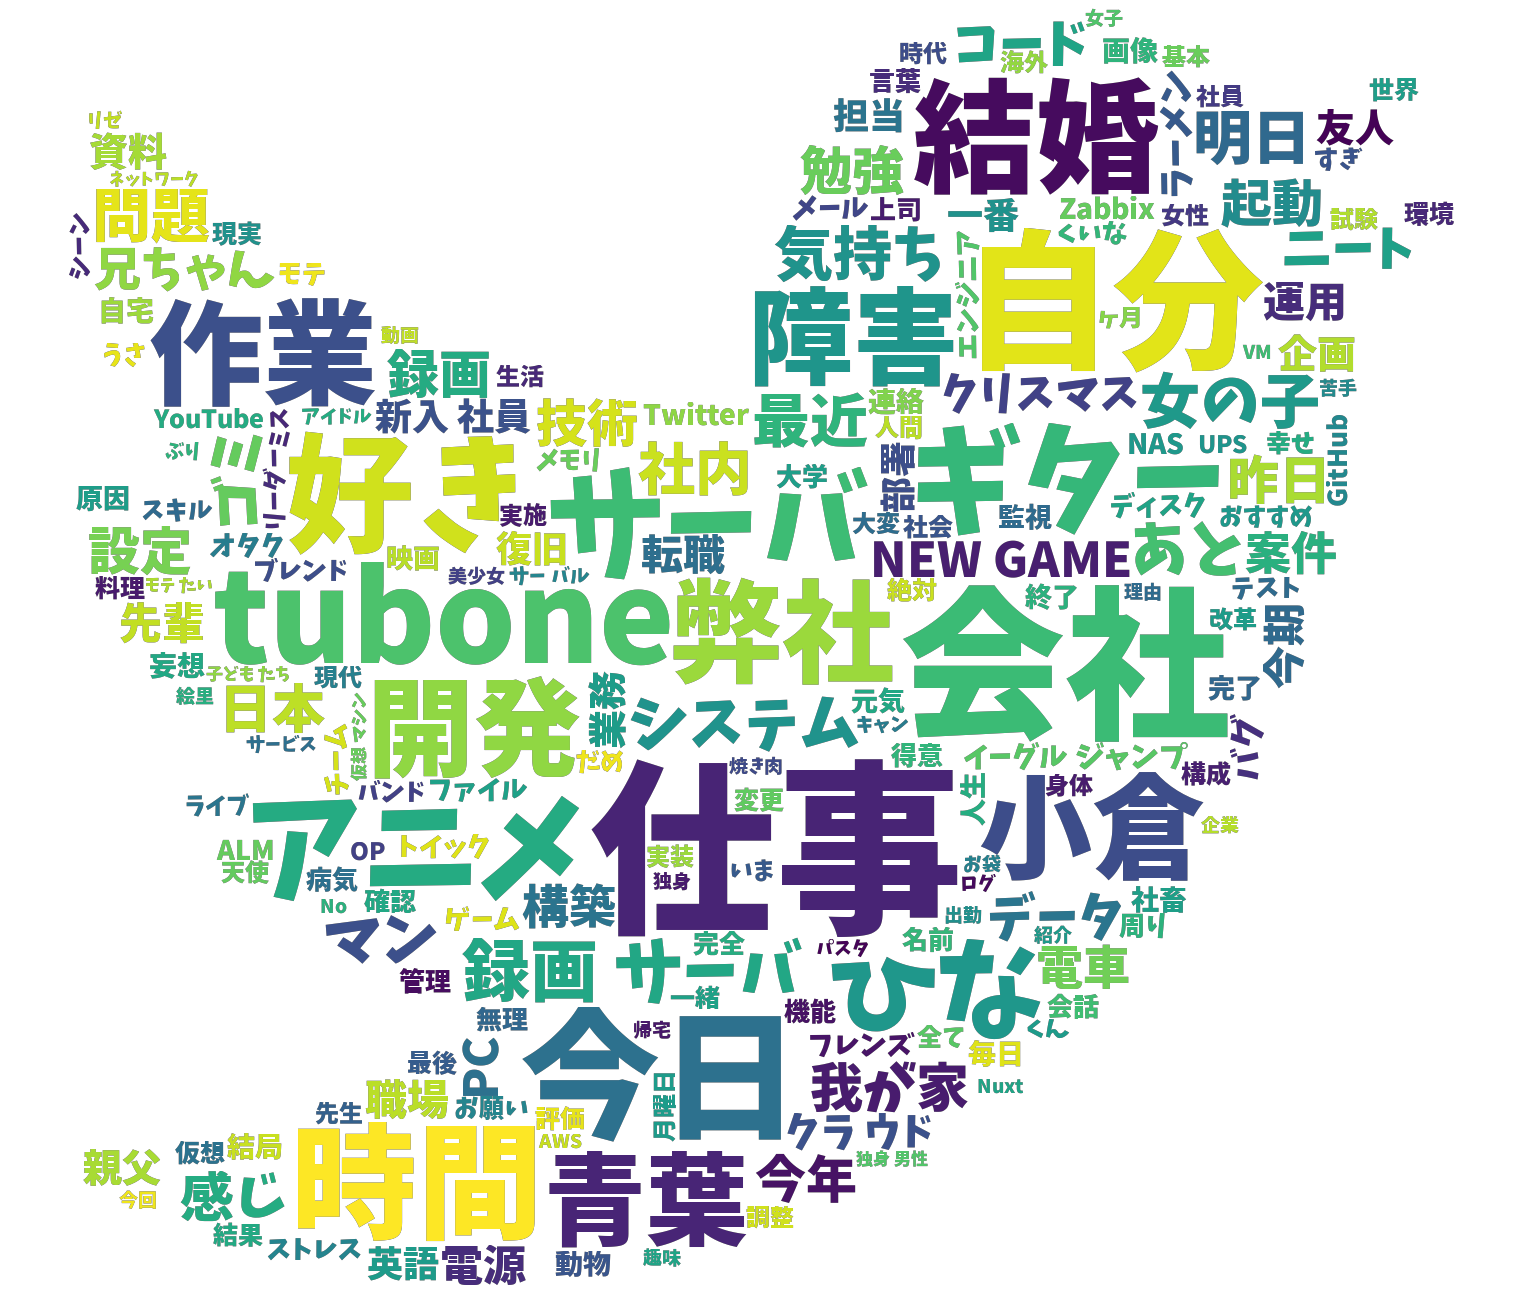 女子
コード
時代
海外
画像
基本
言葉
世界
社員
担当
結婚
ラーメン
明日
友人
すぎ
リゼ
資料
ネットワーク
勉強
問題
シーン
現実
メール
上司
一番
Zabbix
くいな
女性
起動
試験
環境
兄ちゃん
モテ
気持ち
エンジニア
自分
ニート
自宅
作業
動画
障害
ケ月
運用
うさ
録画
生活
VM
企画
YouTube
アイドル
新入 社員
技術
Twitter
最近
連絡
人間
クリスマス
女の子
苦手
ぶり
ミス
リーダー
好き
メモリ
社内
大学
部署
ギター
NAS
UPS
幸せ
GitHub
原因
スキル
実施
サーバ
大変
社会
監視
ディスク
昨日
おすすめ
設定
オタク
ブレンド
映画
復旧
転職
NEW GAME
あと
案件
料理
モテ たい
美少女
サー バル
絶対
終了
理由
テスト
先輩
tubone
弊社
会社
改革
今期
妄想
子ども たち
現代
絵里
日本
開発
業務
システム
元気
キャン
完了
サービス
チーム
仮想 マシン
だめ
焼き肉
得意
イーグル ジャンプ
バグ
構成
ライブ
アニメ
バンド
ファイル
仕事
変更
人生
身体
小倉
企業
ALM
OP
トイック
天使
病気
実装
独身
いま
お袋
ログ
No
確認
構築
ゲーム
出勤
データ
社畜
周り
マン
録画
サーバ
完全
パスタ
名前
紹介
電車
管理
一緒
ひな
会話
くん
無理
今日
帰宅
機能
フレンズ
全て
毎日
最後
PC
我が家
Nuxt
先生
職場
お願い
評価
AWS
月曜日
クラ ウド
親父
仮想
結局
時間
青葉
今年
独身 男性
今回
感じ
調整
結果
ストレス
英語
電源
動物
趣味